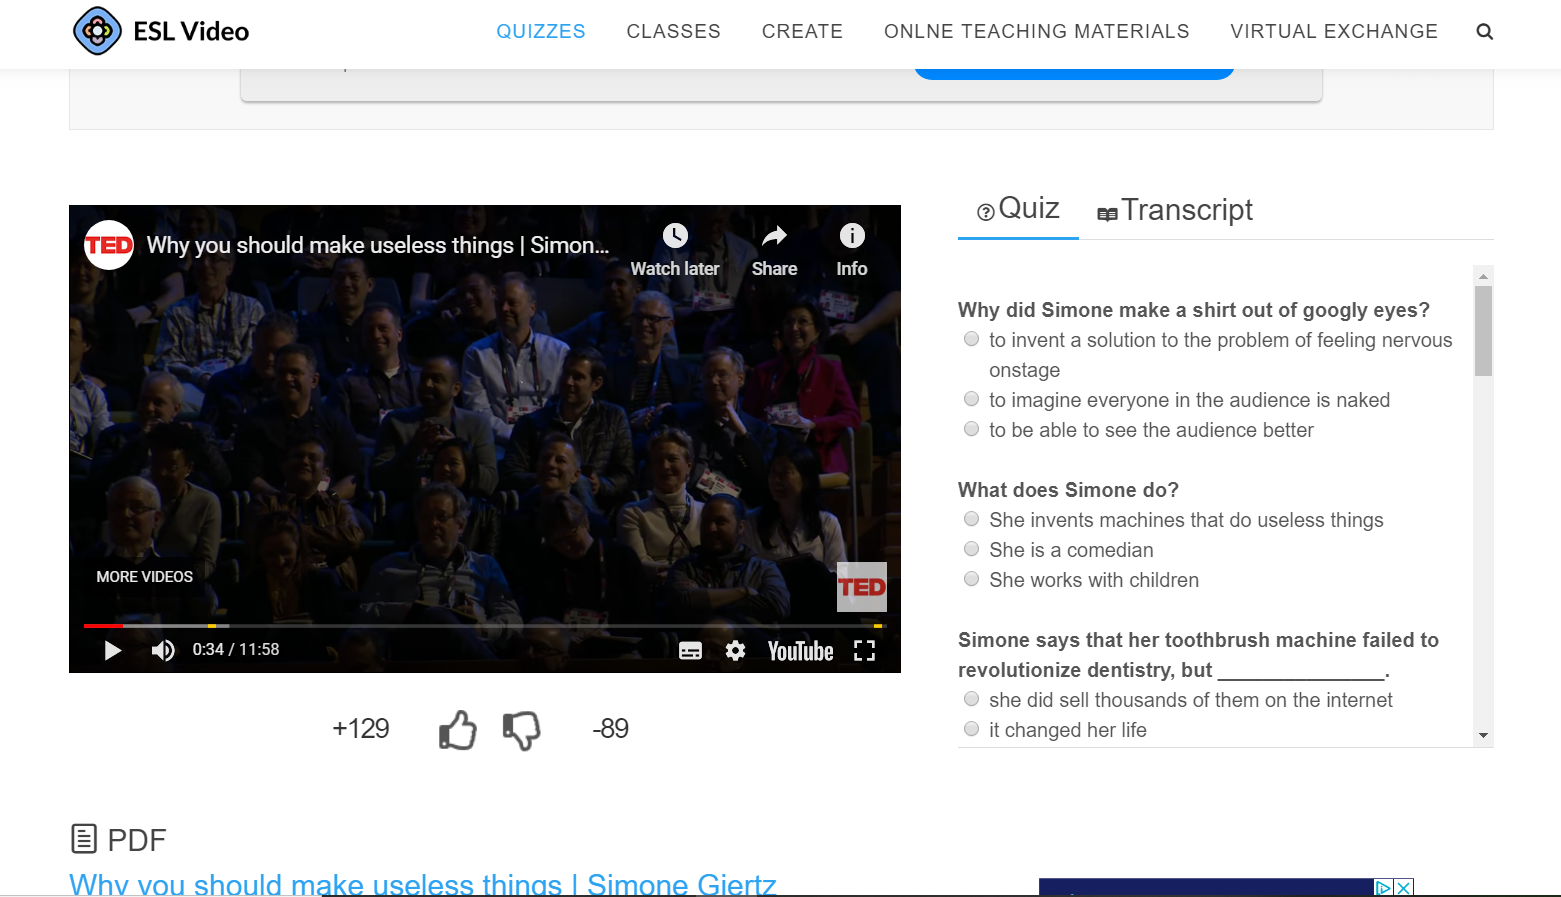 ESL Video
QUIZZES
CLASSES
CREATE
ONLNE TEACHING MATERIALS
VIRTUAL EXCHANGE
TED
Why you should make useless things | Simon...
Watch later
Share
Info
MORE VIDEOS
TED
0:34 / 11:58
YouTube
+129
-89
Quiz
Transcript
Why did Simone make a shirt out of googly eyes?
to invent a solution to the problem of feeling nervous
onstage
to imagine everyone in the audience is naked
to be able to see the audience better
What does Simone do?
She invents machines that do useless things
She is a comedian
She works with children
Simone says that her toothbrush machine failed to
revolutionize dentistry, but _______________.
she did sell thousands of them on the internet
it changed her life
PDF
Why you should make useless things | Simone Giertz